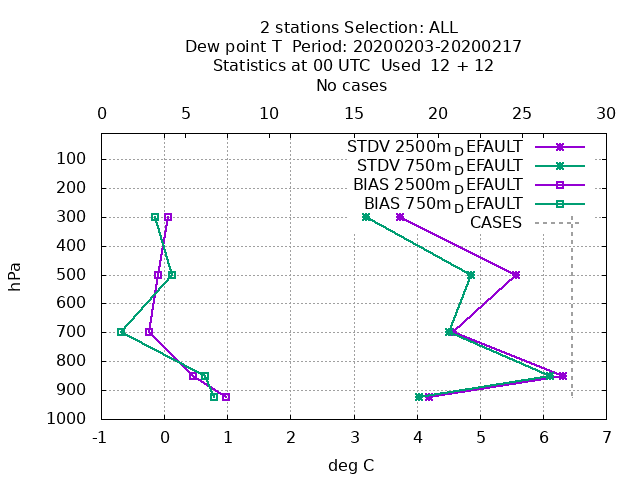 2 stations Selection: ALL
Dew point T  Period: 20200203-20200217
Statistics at 00 UTC  Used  12 + 12
No cases
0 5 10 15 20 25 30
STDV 2500m_DEFAULT
STDV 750m_DEFAULT
BIAS 2500m_DEFAULT
BIAS 750m_DEFAULT
CASES
hPa
100
200
300
400
500
600
700
800
900
1000
-1 0 1 2 3 4 5 6 7
deg C